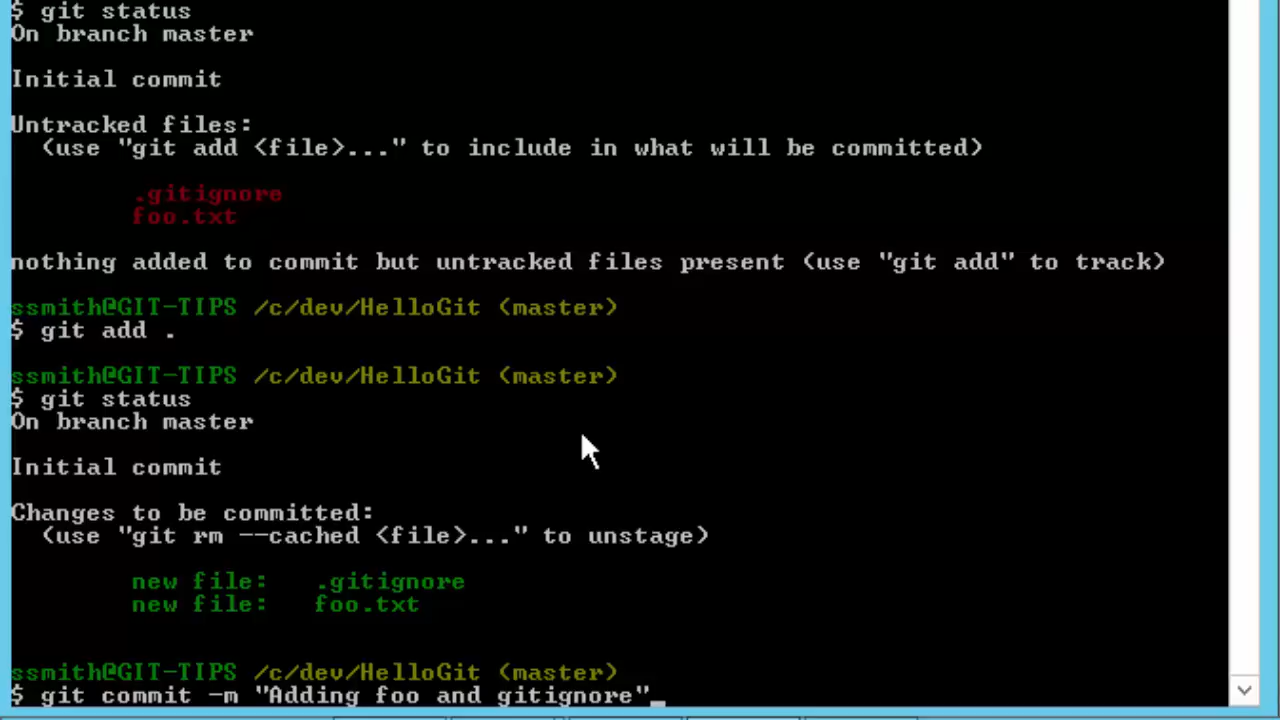 $ git status
On branch master
Initial commit
Untracked files:
(use "git add <file>..." to include in what will be committed)
.gitignore
foo.txt
nothing added to commit but untracked files present (use "git add" to track)
ssmith@GIT-TIPS /c/dev/HelloGit (master)
$ git add .
ssmith@GIT-TIPS /c/dev/HelloGit (master)
$ git status
On branch master
Initial commit
Changes to be committed:
(use "git rm --cached <file>..." to unstage)
new file: .gitignore
new file: foo.txt
ssmith@GIT-TIPS /c/dev/HelloGit (master)
$ git commit -m "Adding foo and gitignore"